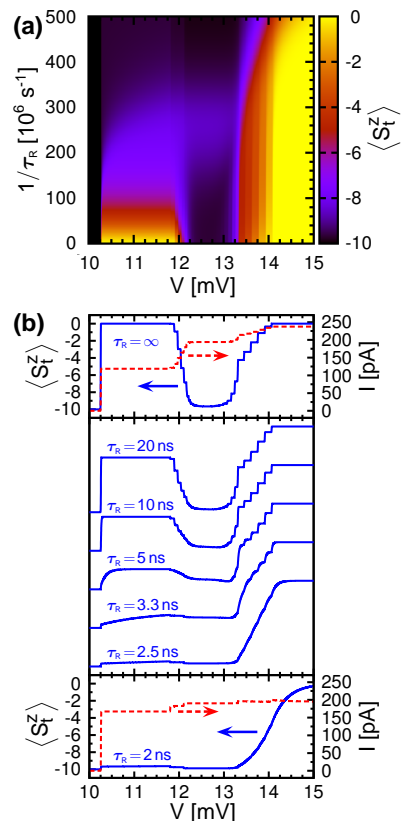 (a)
500
400
300
200
100
0
1/τR [10⁶ s⁻¹]
10 11 12 13 14 15
V [mV]
0
-2
-4
-6
-8
-10
⟨Sᶻt⟩
(b)
0
-2
-4
-6
-8
-10
⟨Sᶻt⟩
τR = ∞
250
200
150
100
50
0
I [pA]
τR = 20 ns
τR = 10 ns
τR = 5 ns
τR = 3.3 ns
τR = 2.5 ns
0
-2
-4
-6
-8
-10
⟨Sᶻt⟩
τR = 2 ns
250
200
150
100
50
0
I [pA]
10 11 12 13 14 15
V [mV]